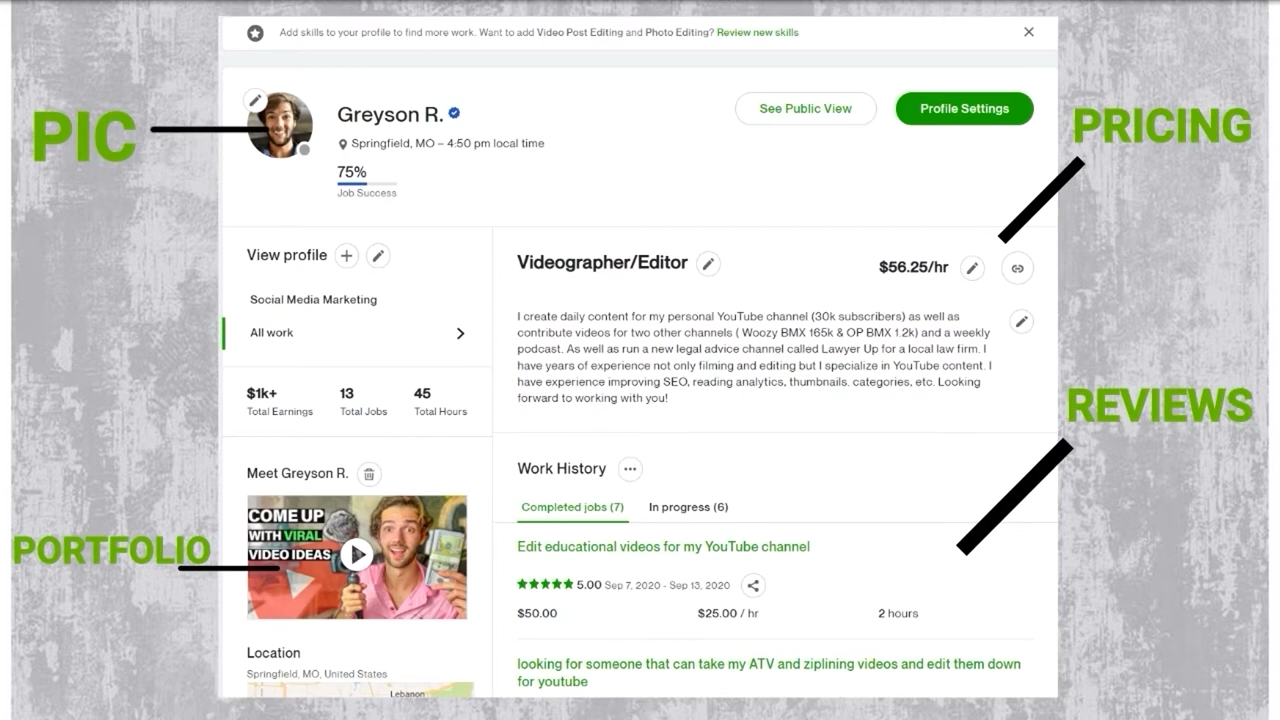 Add skills to your profile to find more work. Want to add Video Post Editing and Photo Editing? Review new skills
PIC
Greyson R.
See Public View
Profile Settings
PRICING
Springfield, MO – 4:50 pm local time
75%
Job Success
View profile
Social Media Marketing
All work
$1k+
13
45
Total Earnings
Total Jobs
Total Hours
Videographer/Editor
$56.25/hr
I create daily content for my personal YouTube channel (30k subscribers) as well as
contribute videos for two other channels ( Woozy BMX 165k & OP BMX 1.2k) and a weekly
podcast. As well as run a new legal advice channel called Lawyer Up for a local law firm. I
have years of experience not only filming and editing but I specialize in YouTube content. I
have experience improving SEO, reading analytics, thumbnails. categories, etc. Looking
forward to working with you!
REVIEWS
Meet Greyson R.
COME UP
WITH VIRAL
VIDEO IDEAS
PORTFOLIO
Location
Springfield, MO, United States
Lebanon
Work History
Completed jobs (7)
In progress (6)
Edit educational videos for my YouTube channel
5.00 Sep 7, 2020 - Sep 13, 2020
$50.00
$25.00 / hr
2 hours
looking for someone that can take my ATV and ziplining videos and edit them down
for youtube